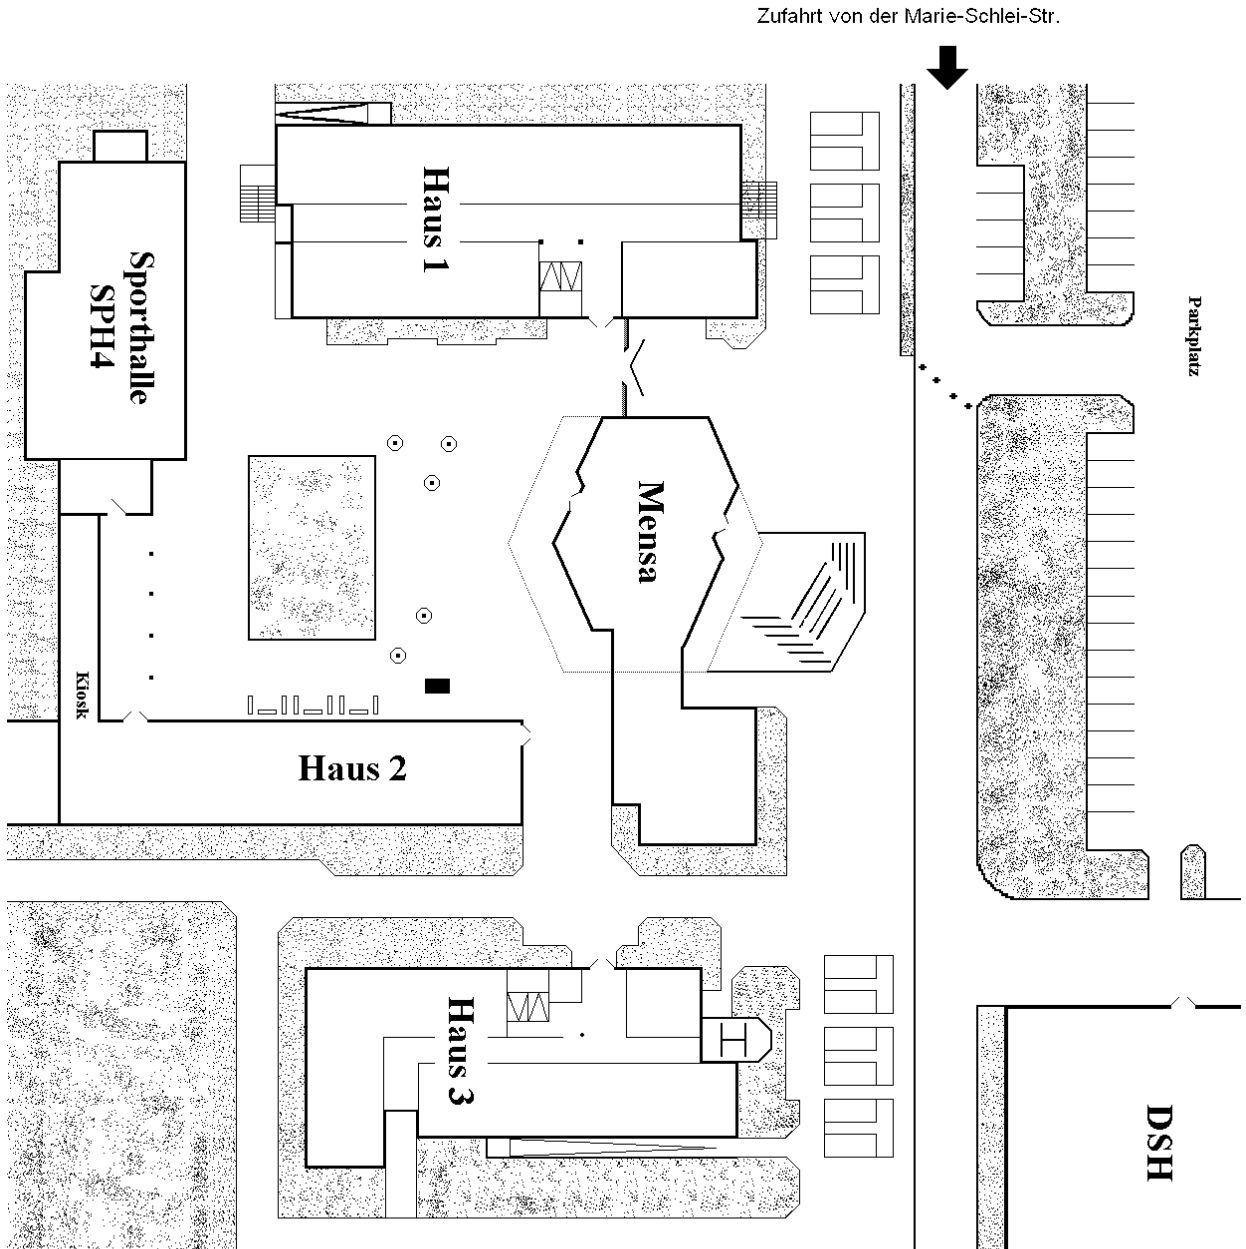 Zufahrt von der Marie-Schlei-Str.
Haus 1
Sporthalle
SPH4
Parkplatz
Mensa
Kiosk
Haus 2
Haus 3
DSH